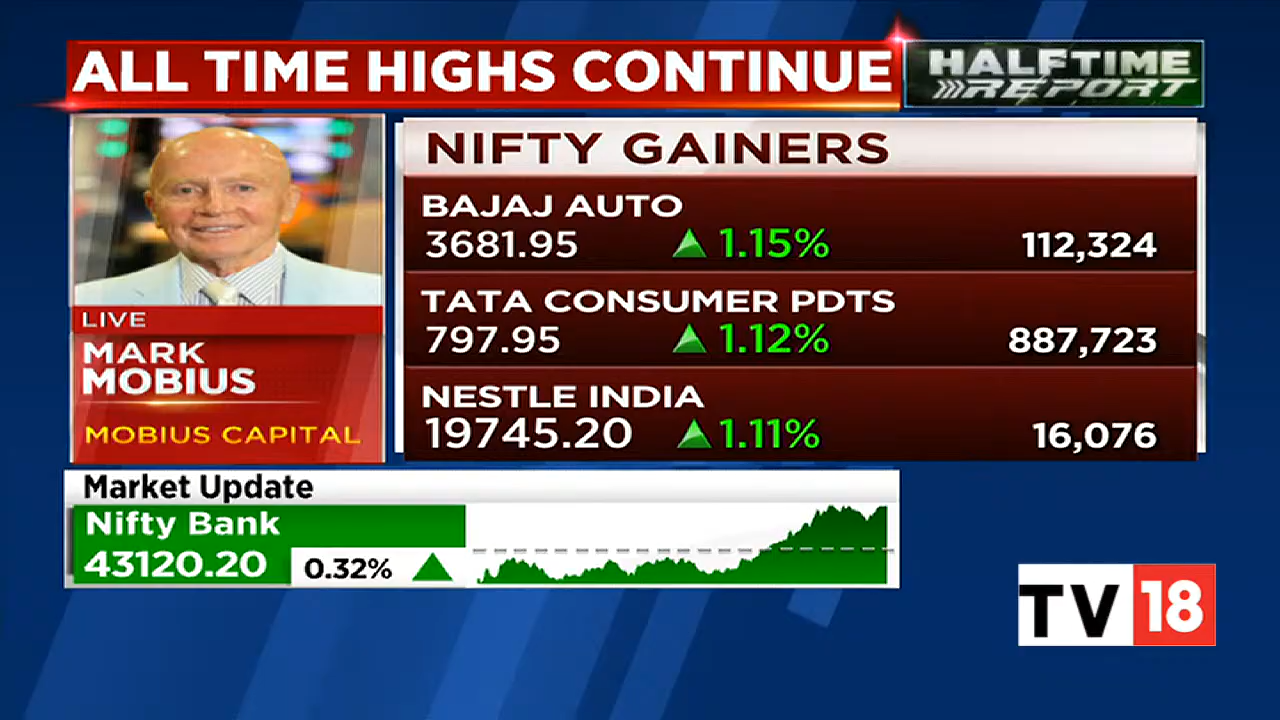 ALL TIME HIGHS CONTINUE
HALFTIME
REPORT
NIFTY GAINERS
BAJAJ AUTO
3681.95 ▲ 1.15% 112,324
TATA CONSUMER PDTS
797.95 ▲ 1.12% 887,723
NESTLE INDIA
19745.20 ▲ 1.11% 16,076
LIVE
MARK
MOBIUS
MOBIUS CAPITAL
Market Update
Nifty Bank
43120.20 0.32% ▲
TV18